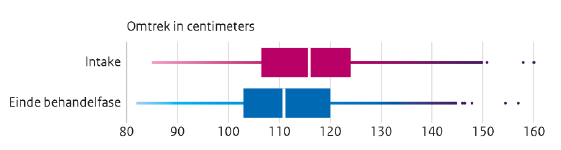 Omtrek in centimeters
Intake
Einde behandelfase
80 90 100 110 120 130 140 150 160